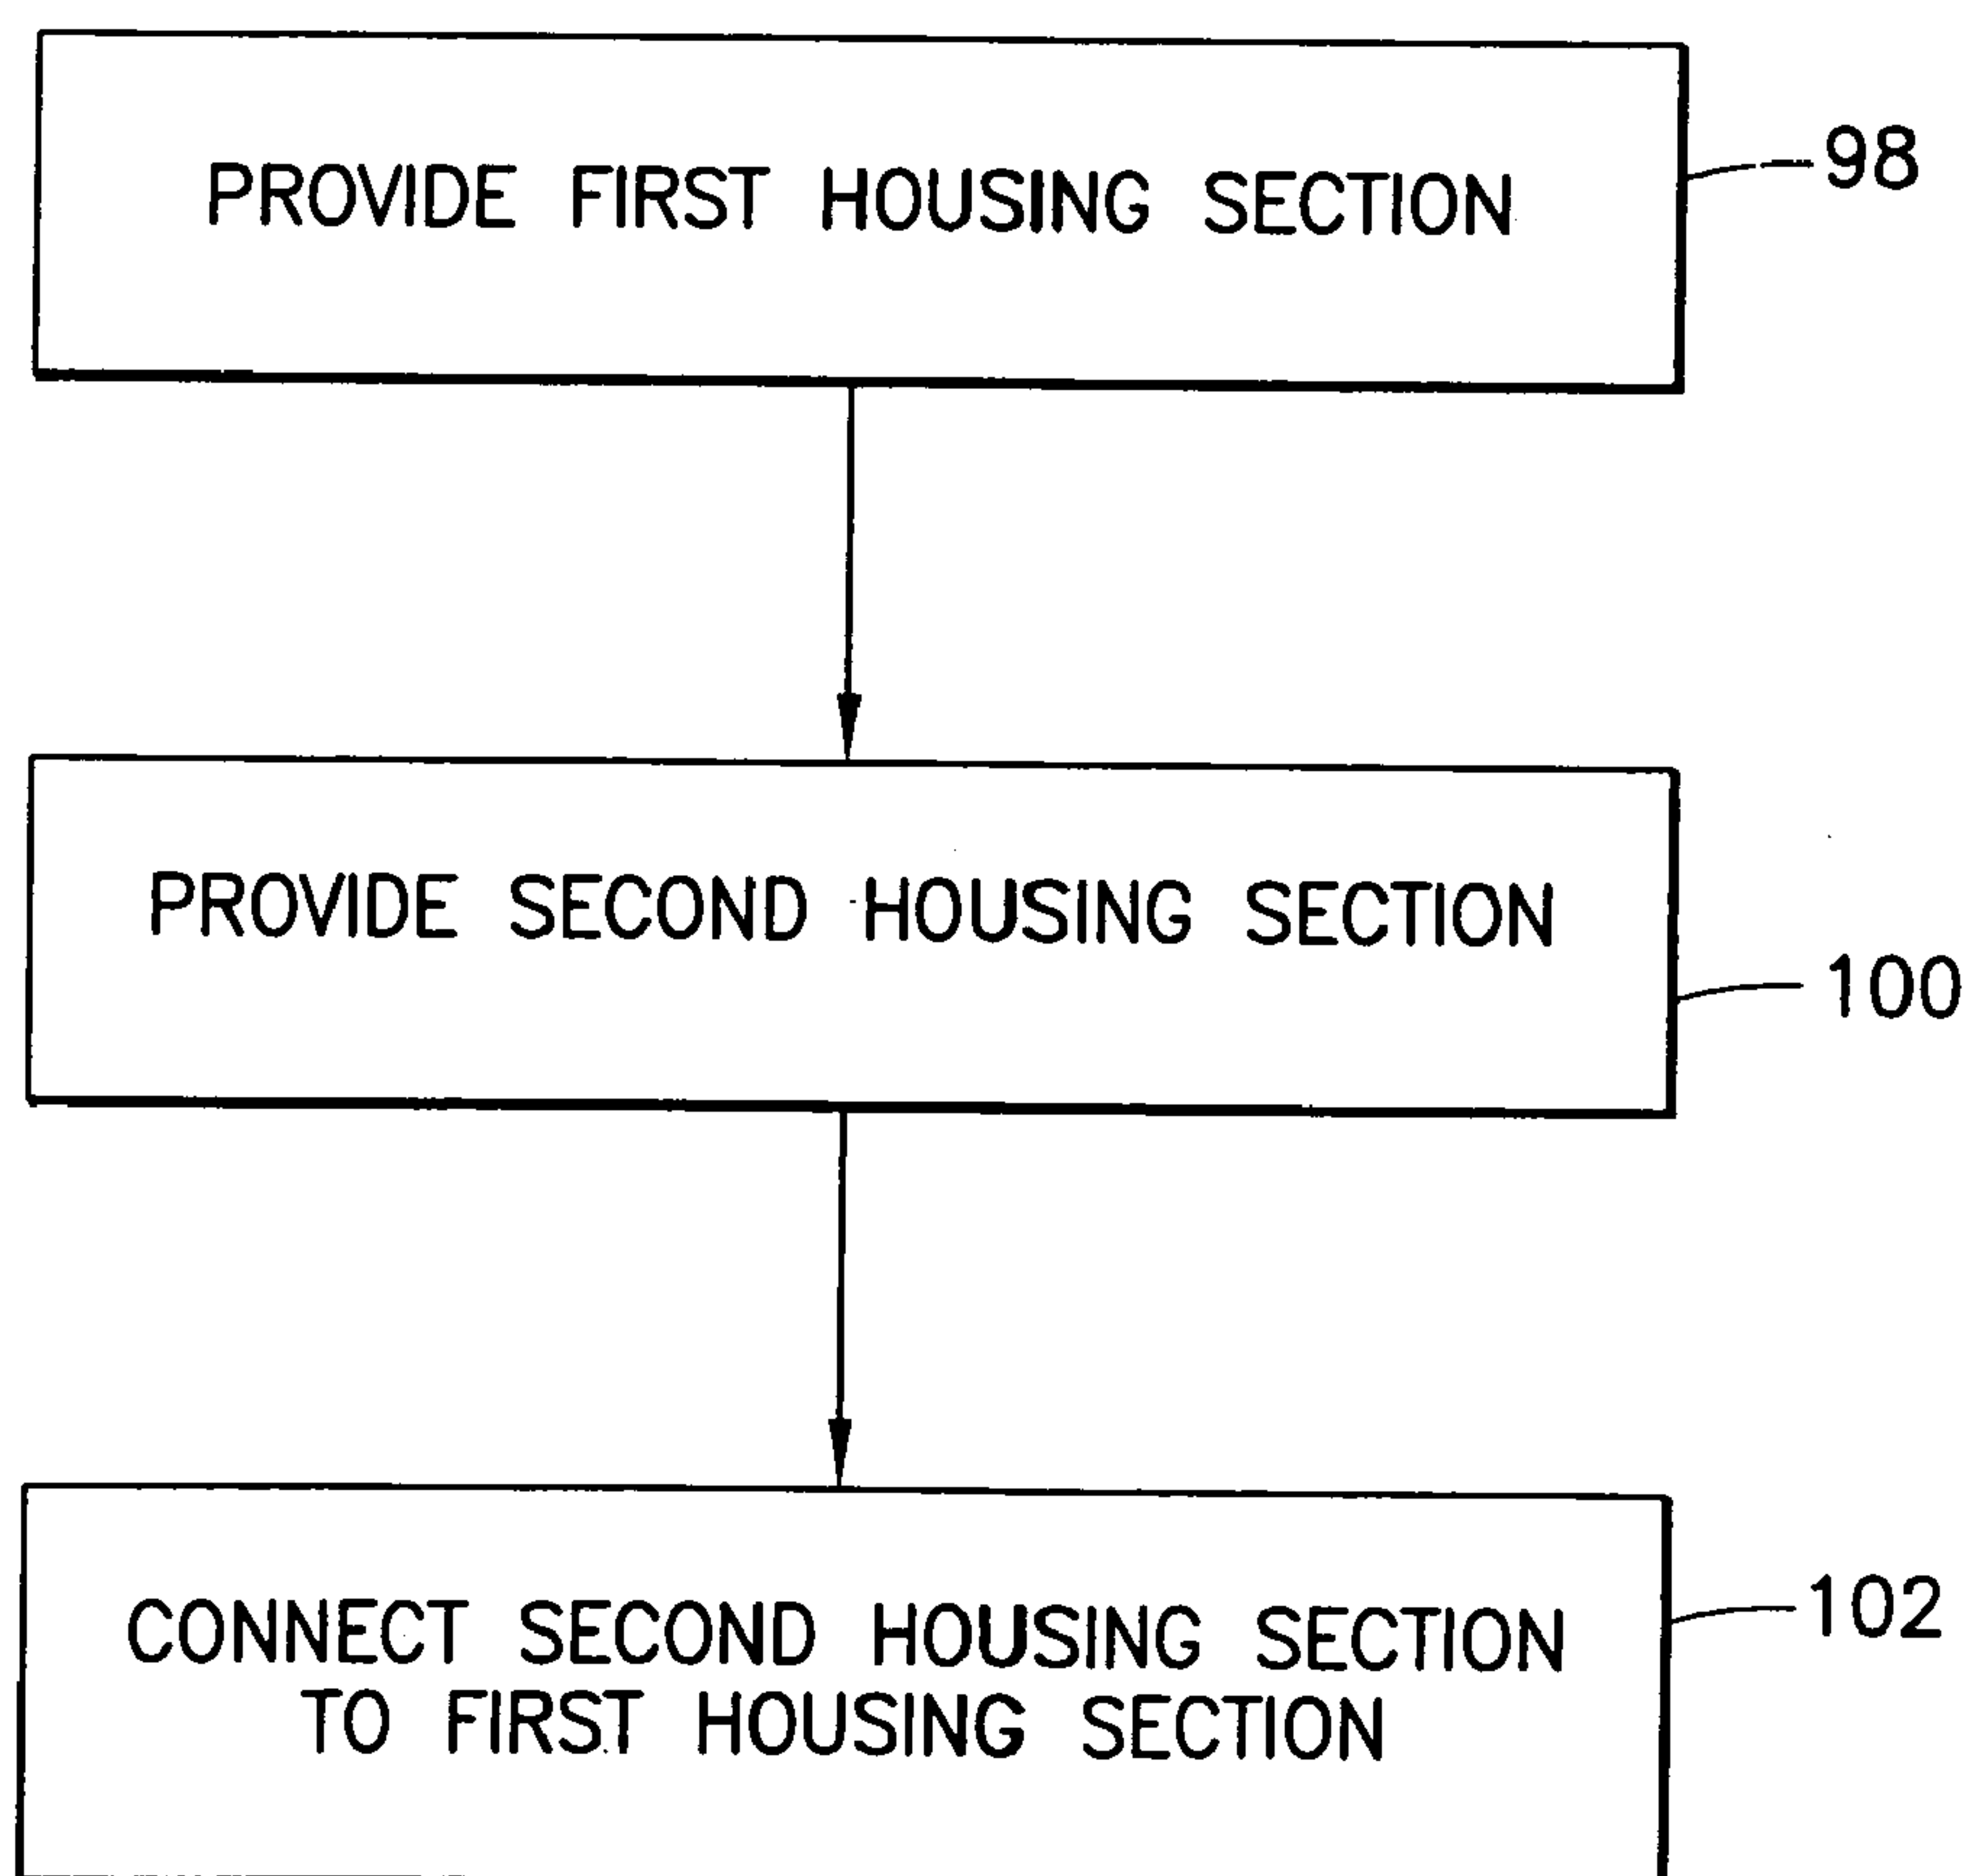 PROVIDE FIRST HOUSING SECTION
98
PROVIDE SECOND HOUSING SECTION
100
CONNECT SECOND HOUSING SECTION
TO FIRST HOUSING SECTION
102